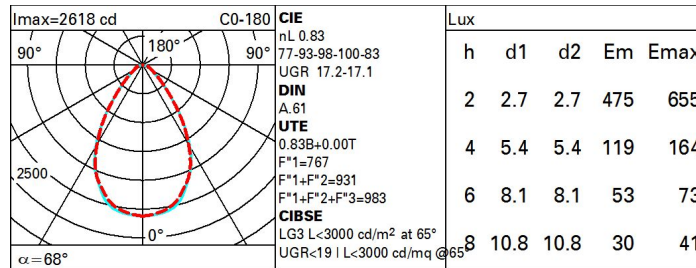 Imax=2618 cd C0-180
90° 180° 90°
2500
0°
α=68°
CIE
nL 0.83
77-93-98-100-83
UGR 17.2-17.1
DIN
A.61
UTE
0.83B+0.00T
F"1=767
F"1+F"2=931
F"1+F"2+F"3=983
CIBSE
LG3 L<3000 cd/m² at 65°
UGR<19 | L<3000 cd/mq @65°
Lux
h d1 d2 Em Emax
2 2.7 2.7 475 655
4 5.4 5.4 119 164
6 8.1 8.1 53 73
8 10.8 10.8 30 41